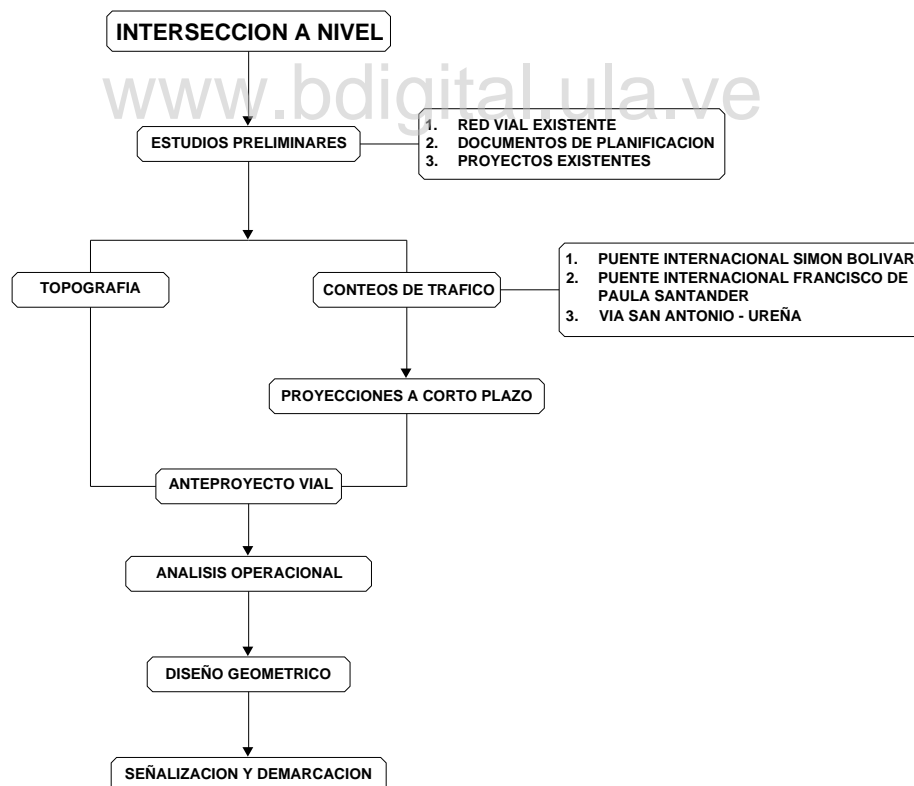 INTERSECCION A NIVEL
www.bdigital.ula.ve
ESTUDIOS PRELIMINARES
1. RED VIAL EXISTENTE
2. DOCUMENTOS DE PLANIFICACION
3. PROYECTOS EXISTENTES
TOPOGRAFIA
CONTEOS DE TRAFICO
1. PUENTE INTERNACIONAL SIMON BOLIVAR
2. PUENTE INTERNACIONAL FRANCISCO DE
PAULA SANTANDER
3. VIA SAN ANTONIO - UREÑA
PROYECCIONES A CORTO PLAZO
ANTEPROYECTO VIAL
ANALISIS OPERACIONAL
DISEÑO GEOMETRICO
SEÑALIZACION Y DEMARCACION